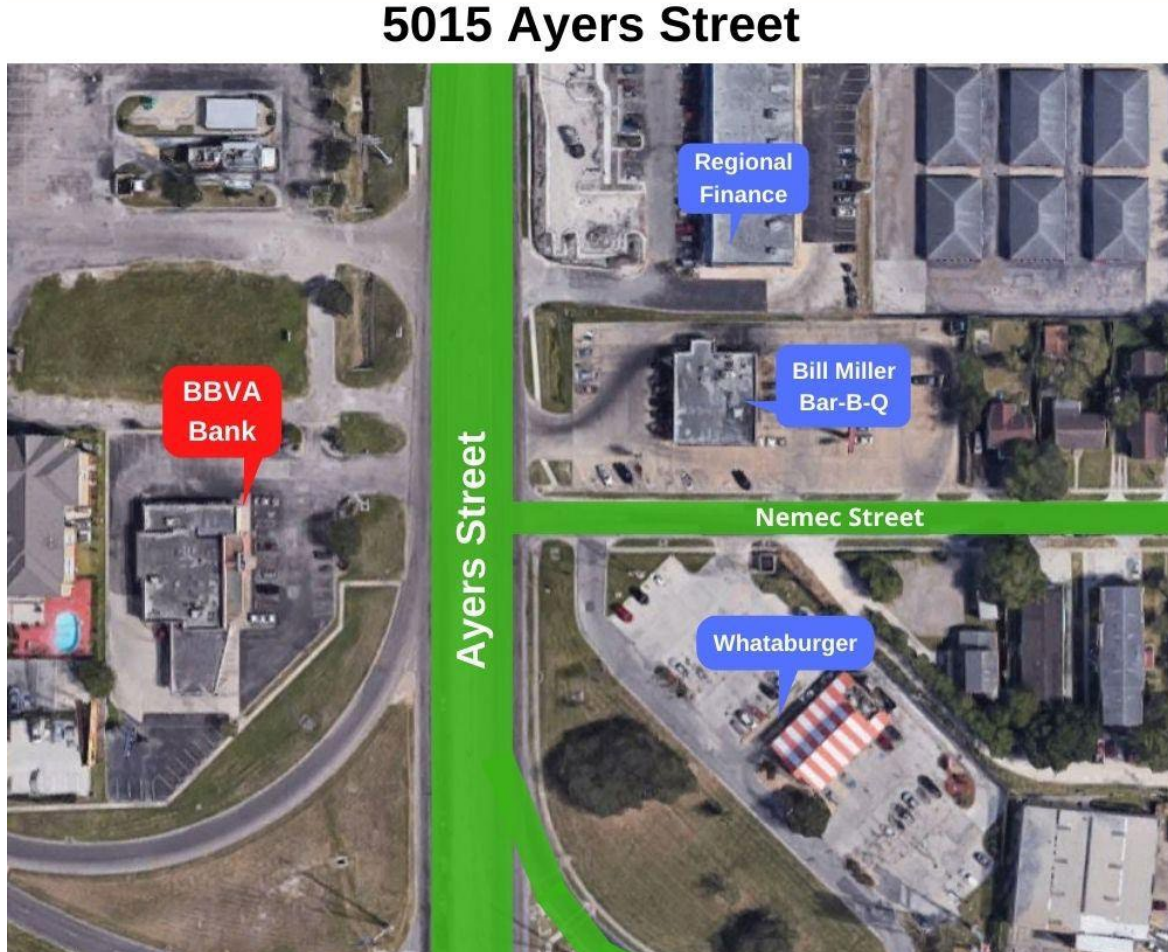 5015 Ayers Street
Regional
Finance
Bill Miller
Bar-B-Q
BBVA
Bank
Ayers Street
Nemec Street
Whataburger